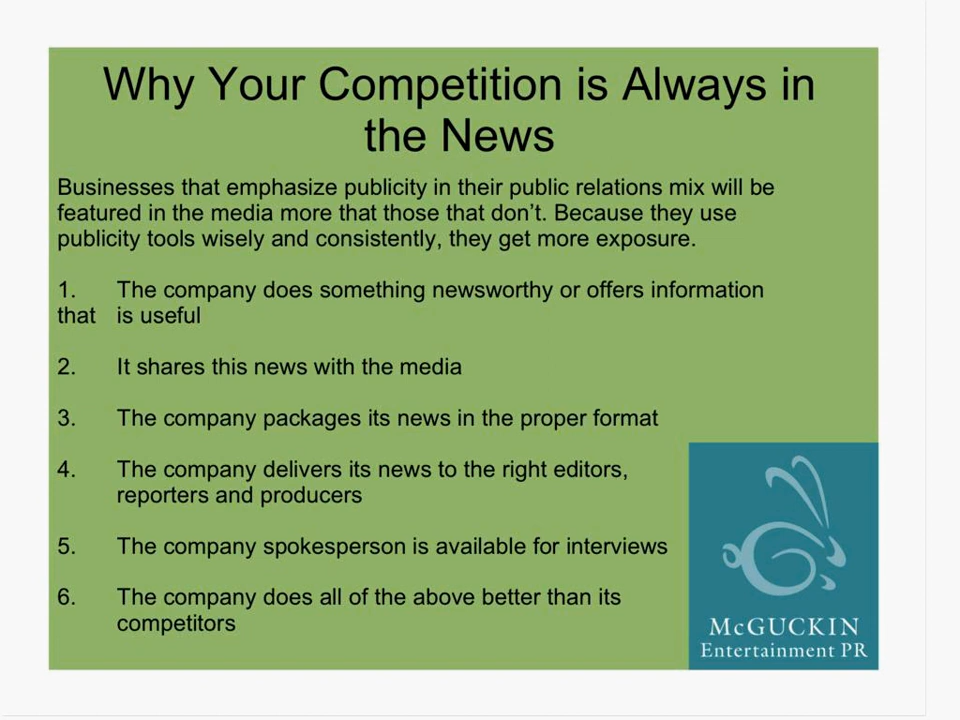 Why Your Competition is Always in
the News
Businesses that emphasize publicity in their public relations mix will be
featured in the media more that those that don't. Because they use
publicity tools wisely and consistently, they get more exposure.
1. The company does something newsworthy or offers information
that is useful
2. It shares this news with the media
3. The company packages its news in the proper format
4. The company delivers its news to the right editors,
reporters and producers
5. The company spokesperson is available for interviews
6. The company does all of the above better than its
competitors
McGUCKIN
Entertainment PR